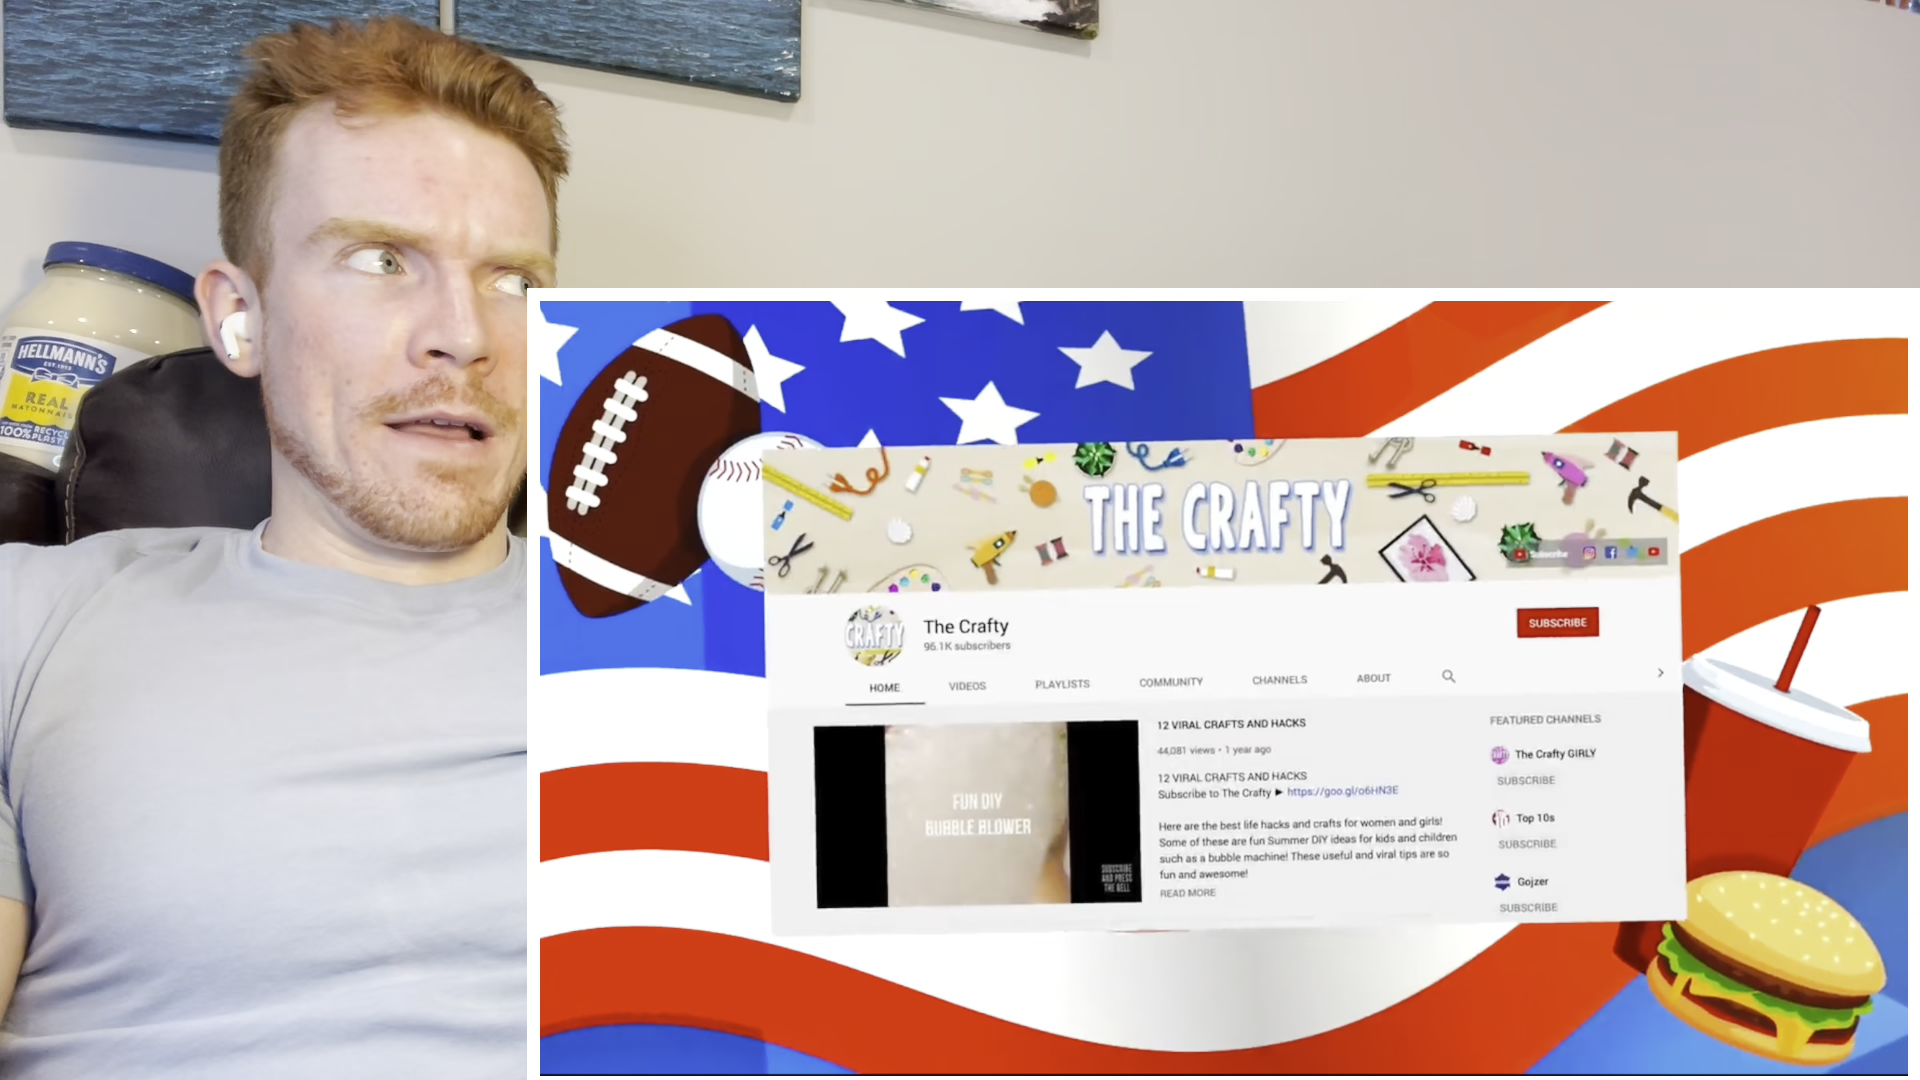 HELLMANN'S
EST. 1913
REAL
MAYONNAISE
100% PLASTIC
THE CRAFTY
Subscribe
CRAFTY
The Crafty
96.1K subscribers
SUBSCRIBE
HOME
VIDEOS
PLAYLISTS
COMMUNITY
CHANNELS
ABOUT
FUN DIY
BUBBLE BLOWER
SUBSCRIBE
AND PRESS
THE BELL
12 VIRAL CRAFTS AND HACKS
44,081 views • 1 year ago
12 VIRAL CRAFTS AND HACKS
Subscribe to The Crafty ► https://goo.gl/o6HN3E
Here are the best life hacks and crafts for women and girls!
Some of these are fun Summer DIY ideas for kids and children
such as a bubble machine! These useful and viral tips are so
fun and awesome!
READ MORE
FEATURED CHANNELS
The Crafty GIRLY
SUBSCRIBE
Top 10s
SUBSCRIBE
Gojzer
SUBSCRIBE